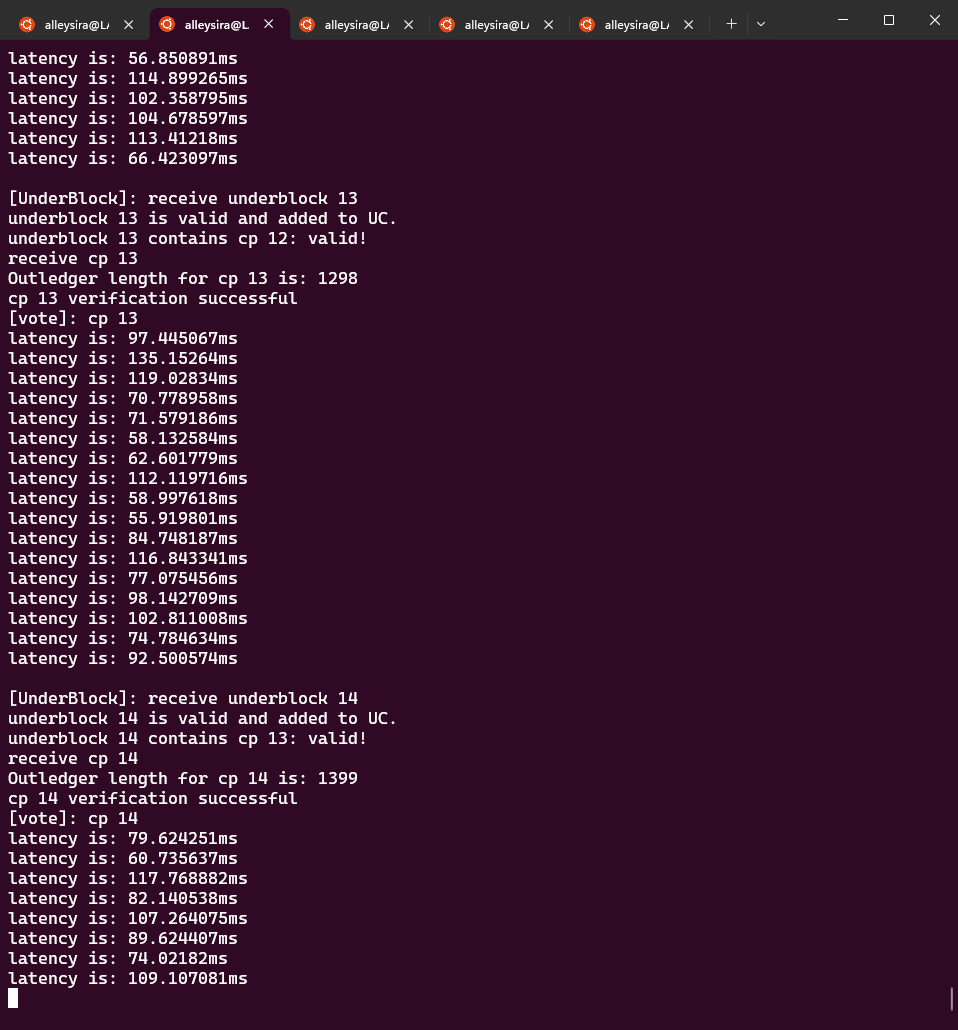 alleysira@L
alleysira@L
alleysira@L
alleysira@L
alleysira@L
latency is: 56.850891ms
latency is: 114.899265ms
latency is: 102.358795ms
latency is: 104.678597ms
latency is: 113.41218ms
latency is: 66.423097ms
[UnderBlock]: receive underblock 13
underblock 13 is valid and added to UC.
underblock 13 contains cp 12: valid!
receive cp 13
Outledger length for cp 13 is: 1298
cp 13 verification successful
[vote]: cp 13
latency is: 97.445067ms
latency is: 135.15264ms
latency is: 119.02834ms
latency is: 70.778958ms
latency is: 71.579186ms
latency is: 58.132584ms
latency is: 62.601779ms
latency is: 112.119716ms
latency is: 58.997618ms
latency is: 55.919801ms
latency is: 84.748187ms
latency is: 116.843341ms
latency is: 77.075456ms
latency is: 98.142709ms
latency is: 102.811008ms
latency is: 74.784634ms
latency is: 92.500574ms
[UnderBlock]: receive underblock 14
underblock 14 is valid and added to UC.
underblock 14 contains cp 13: valid!
receive cp 14
Outledger length for cp 14 is: 1399
cp 14 verification successful
[vote]: cp 14
latency is: 79.624251ms
latency is: 60.735637ms
latency is: 117.768882ms
latency is: 82.140538ms
latency is: 107.264075ms
latency is: 89.624407ms
latency is: 74.02182ms
latency is: 109.107081ms